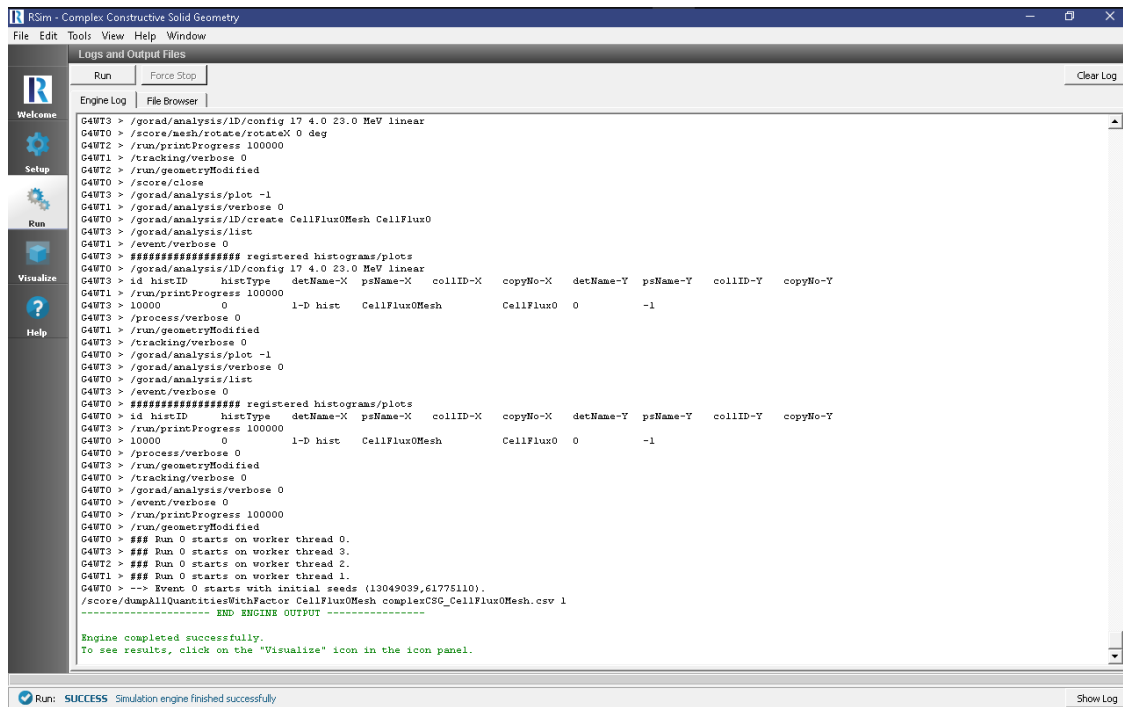 RSim - Complex Constructive Solid Geometry
File Edit Tools View Help Window
Logs and Output Files
Run Force Stop Clear Log
Engine Log File Browser
Welcome
Setup
Run
Visualize
Help
G4WT3 > /gorad/analysis/1D/config 17 4.0 23.0 MeV linear
G4WT0 > /score/mesh/rotate/rotateX 0 deg
G4WT2 > /run/printProgress 100000
G4WT1 > /tracking/verbose 0
G4WT2 > /run/geometryModified
G4WT0 > /score/close
G4WT3 > /gorad/analysis/plot -1
G4WT1 > /gorad/analysis/verbose 0
G4WT0 > /gorad/analysis/1D/create CellFlux0Mesh CellFlux0
G4WT3 > /gorad/analysis/list
G4WT1 > /event/verbose 0
G4WT3 > ################## registered histograms/plots
G4WT0 > /gorad/analysis/1D/config 17 4.0 23.0 MeV linear
G4WT3 > id histID histType detName-X psName-X collID-X copyNo-X detName-Y psName-Y collID-Y copyNo-Y
G4WT1 > /run/printProgress 100000
G4WT3 > 10000 0 1-D hist CellFlux0Mesh CellFlux0 0 -1
G4WT3 > /process/verbose 0
G4WT1 > /run/geometryModified
G4WT3 > /tracking/verbose 0
G4WT0 > /gorad/analysis/plot -1
G4WT3 > /gorad/analysis/verbose 0
G4WT0 > /gorad/analysis/list
G4WT3 > /event/verbose 0
G4WT0 > ################## registered histograms/plots
G4WT0 > id histID histType detName-X psName-X collID-X copyNo-X detName-Y psName-Y collID-Y copyNo-Y
G4WT3 > /run/printProgress 100000
G4WT0 > 10000 0 1-D hist CellFlux0Mesh CellFlux0 0 -1
G4WT0 > /process/verbose 0
G4WT3 > /run/geometryModified
G4WT0 > /tracking/verbose 0
G4WT0 > /gorad/analysis/verbose 0
G4WT0 > /event/verbose 0
G4WT0 > /run/printProgress 100000
G4WT0 > /run/geometryModified
G4WT0 > ### Run 0 starts on worker thread 0.
G4WT3 > ### Run 0 starts on worker thread 3.
G4WT2 > ### Run 0 starts on worker thread 2.
G4WT1 > ### Run 0 starts on worker thread 1.
G4WT0 > --> Event 0 starts with initial seeds (13049039,61775110).
/score/dumpAllQuantitiesWithFactor CellFlux0Mesh complexCSG_CellFlux0Mesh.csv 1
--------------------- END ENGINE OUTPUT ----------------
Engine completed successfully.
To see results, click on the "Visualize" icon in the icon panel.
Run: SUCCESS Simulation engine finished successfully Show Log